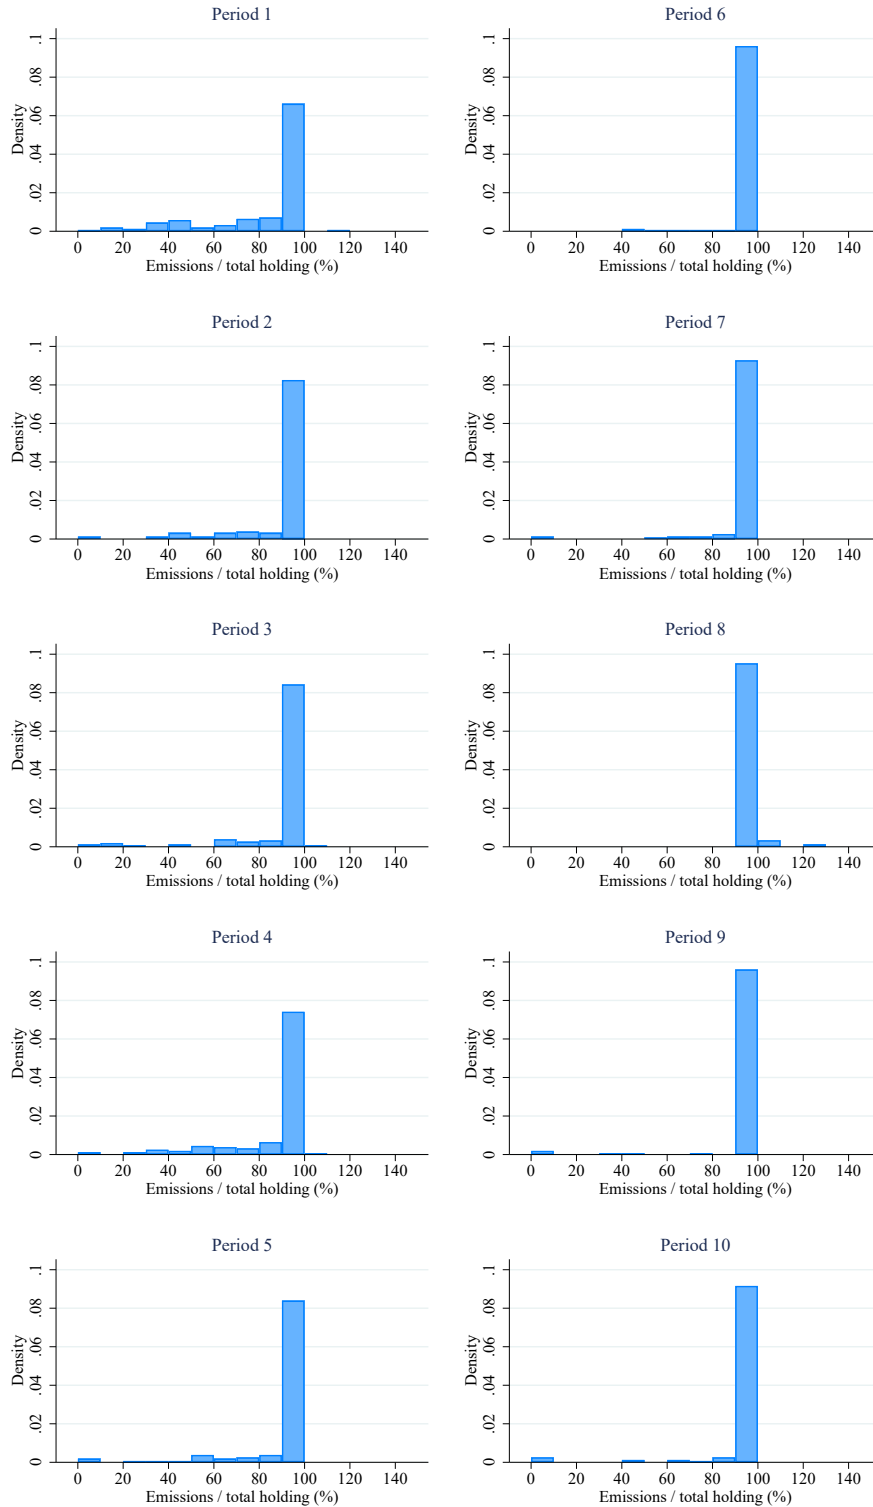 Period 1
Density
0 .02 .04 .06 .08 .1
0 20 40 60 80 100 120 140
Emissions / total holding (%)
Period 6
Density
0 .02 .04 .06 .08 .1
0 20 40 60 80 100 120 140
Emissions / total holding (%)
Period 2
Density
0 .02 .04 .06 .08 .1
0 20 40 60 80 100 120 140
Emissions / total holding (%)
Period 7
Density
0 .02 .04 .06 .08 .1
0 20 40 60 80 100 120 140
Emissions / total holding (%)
Period 3
Density
0 .02 .04 .06 .08 .1
0 20 40 60 80 100 120 140
Emissions / total holding (%)
Period 8
Density
0 .02 .04 .06 .08 .1
0 20 40 60 80 100 120 140
Emissions / total holding (%)
Period 4
Density
0 .02 .04 .06 .08 .1
0 20 40 60 80 100 120 140
Emissions / total holding (%)
Period 9
Density
0 .02 .04 .06 .08 .1
0 20 40 60 80 100 120 140
Emissions / total holding (%)
Period 5
Density
0 .02 .04 .06 .08 .1
0 20 40 60 80 100 120 140
Emissions / total holding (%)
Period 10
Density
0 .02 .04 .06 .08 .1
0 20 40 60 80 100 120 140
Emissions / total holding (%)